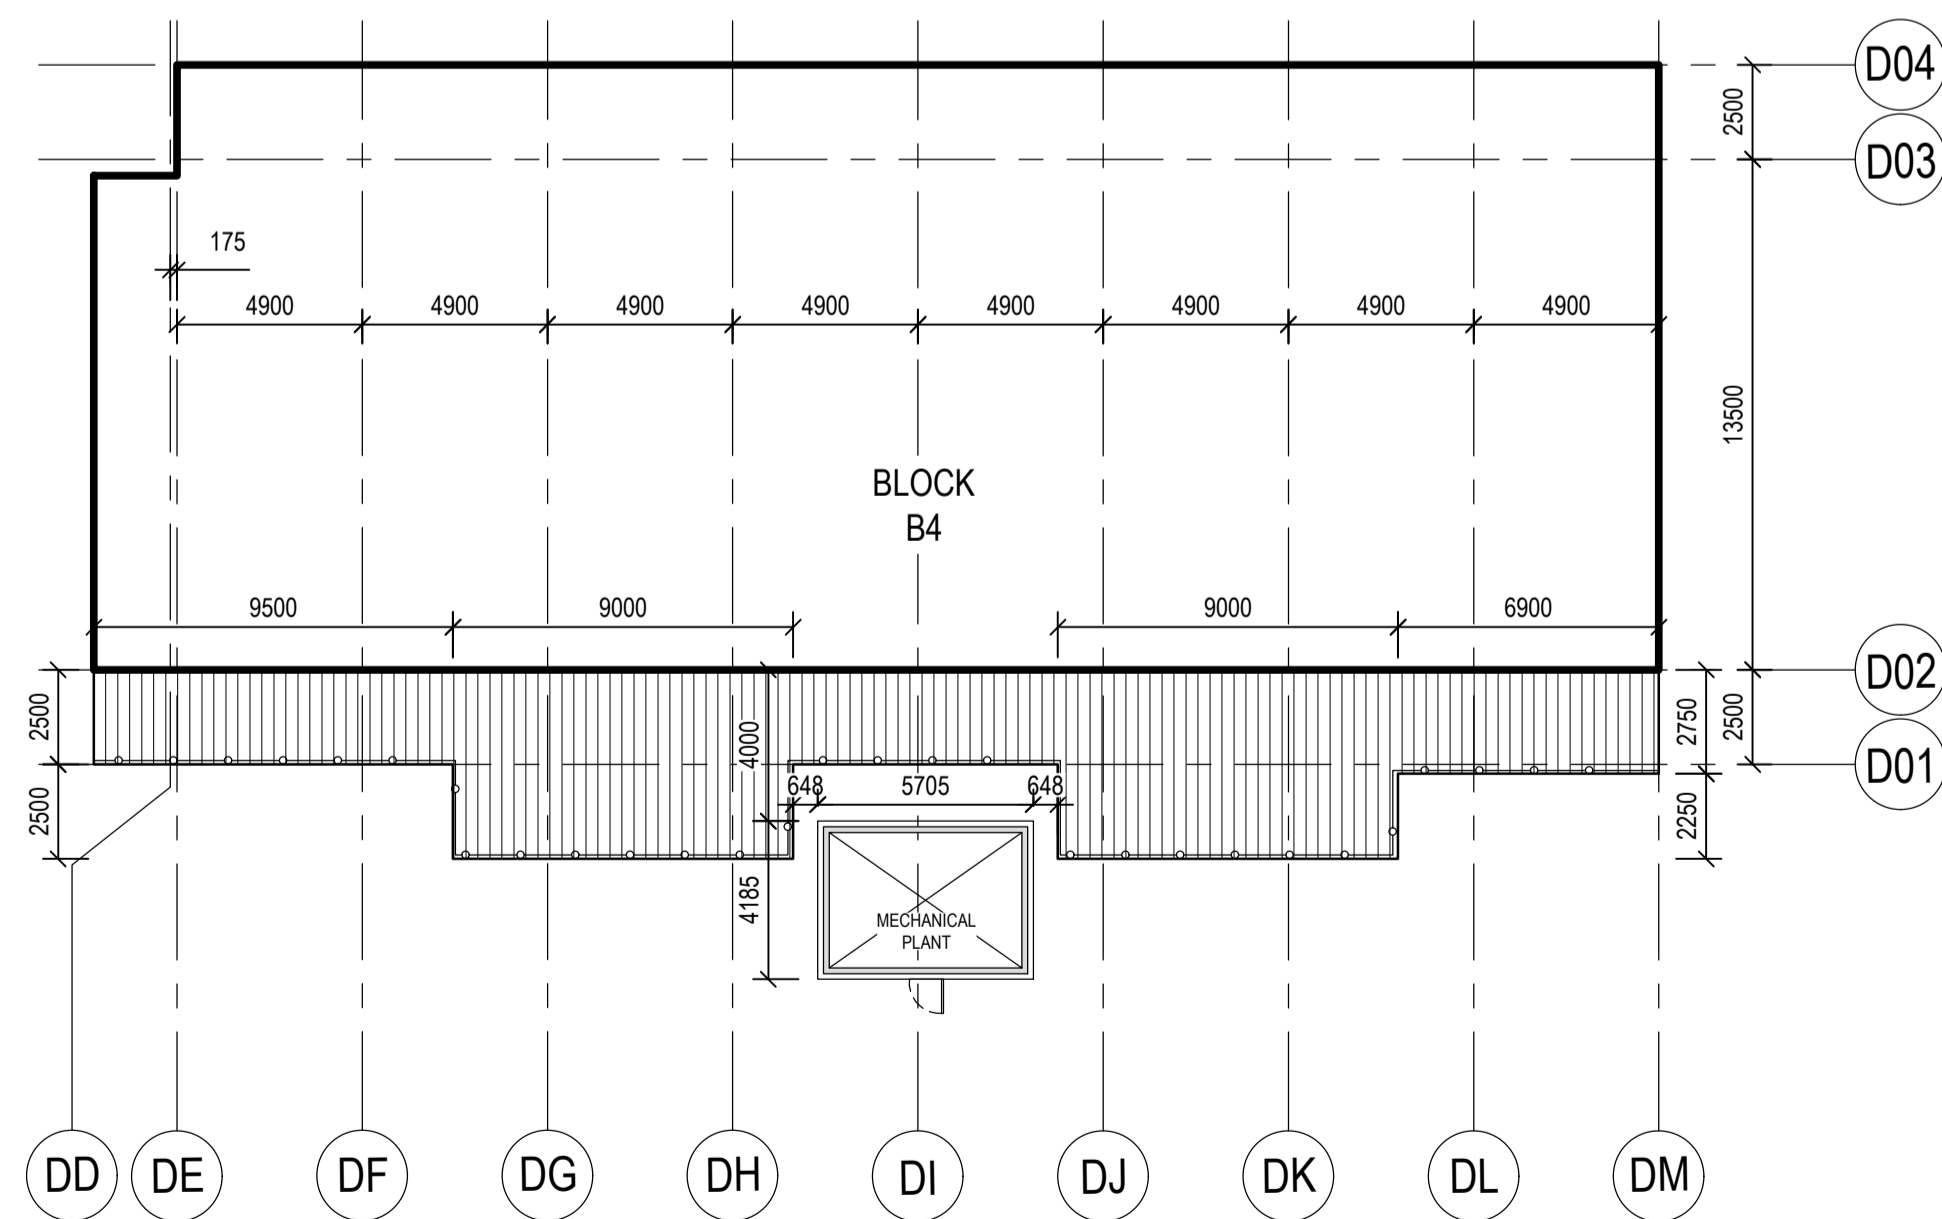 D04
2500
D03
175
4900 4900 4900 4900 4900 4900 4900 4900
13500
BLOCK
B4
9500 9000 9000 6900
D02
2500 4000 2750 2500
D01
648 5705 648
2500 2250
4185
MECHANICAL
PLANT
DD DE DF DG DH DI DJ DK DL DM